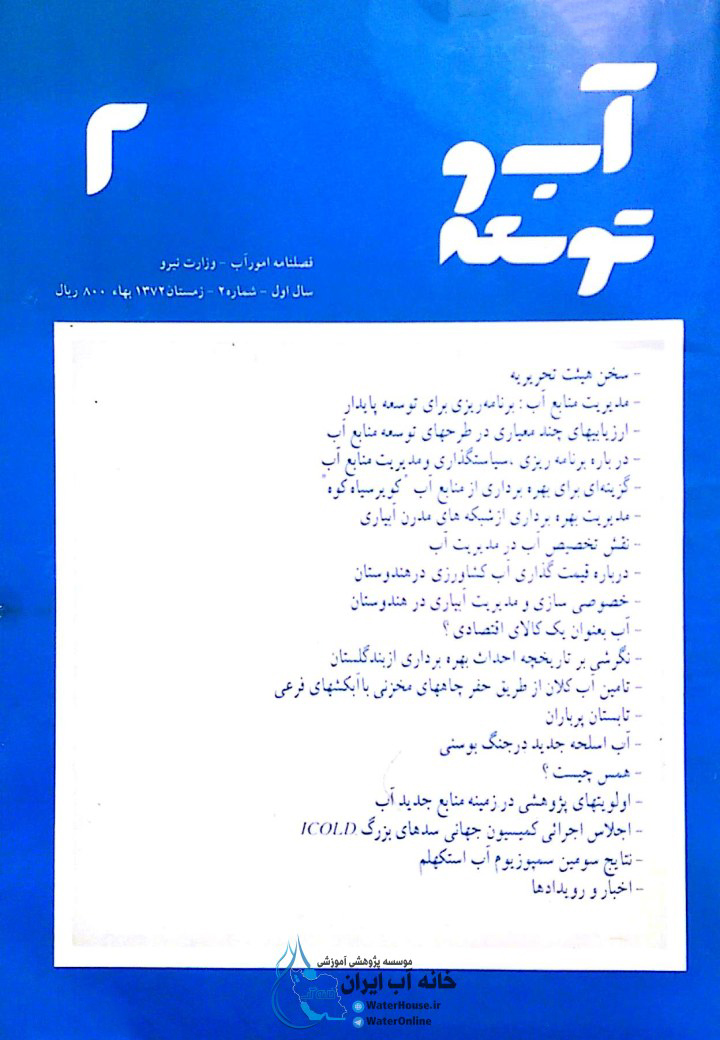 آب و
توسعه
۲
فصلنامه امورآب - وزارت نیرو
سال اول - شماره۲ - زمستان۱۳۷۲ بهاء ۸۰۰ ریال
- سخن هیئت تحریریه
- مدیریت منابع آب : برنامه‌ریزی برای توسعه پایدار
- ارزیابیهای چند معیاری در طرحهای توسعه منابع آب
- در باره برنامه ریزی ،سیاستگذاری ومدیریت منابع آب
- گزینه‌ای برای بهره برداری از منابع آب "کویرسیاه کوه"
- مدیریت بهره برداری ازشبکه های مدرن آبیاری
- نقش تخصیص آب در مدیریت آب
- درباره قیمت گذاری آب کشاورزی درهندوستان
- خصوصی سازی و مدیریت آبیاری در هندوستان
- آب بعنوان یک کالای اقتصادی ؟
- نگرشی بر تاریخچه احداث بهره برداری ازبندگلستان
- تامین آب کلان از طریق حفر چاههای مخزنی باآبکشهای فرعی
- تابستان پرباران
- آب اسلحه جدید درجنگ بوسنی
- همس چیست ؟
- اولویتهای پژوهشی در زمینه منابع جدید آب
- اجلاس اجرائی کمیسیون جهانی سدهای بزرگ ICOLD
- نتایج سومین سمپوزیوم آب استکهلم
- اخبار و رویدادها
موسسه پژوهشی آموزشی
خانه آب ایران
WaterHouse.ir
WaterOnline